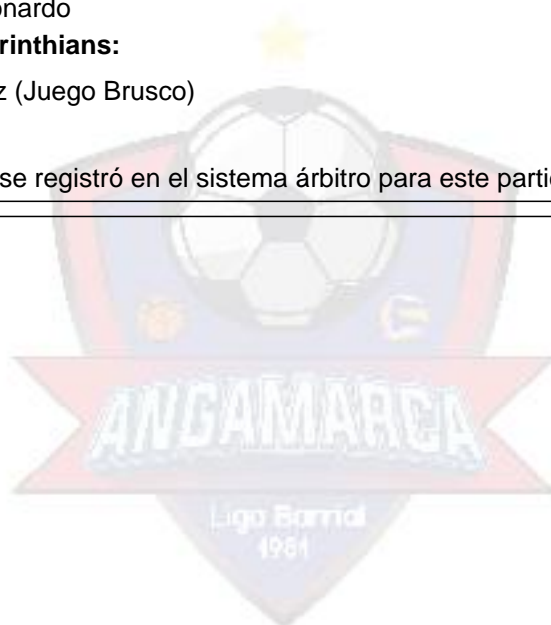 onardo
rinthians:
z (Juego Brusco)
se registró en el sistema árbitro para este parti
ANGAMARCA
Liga Barrial
1981